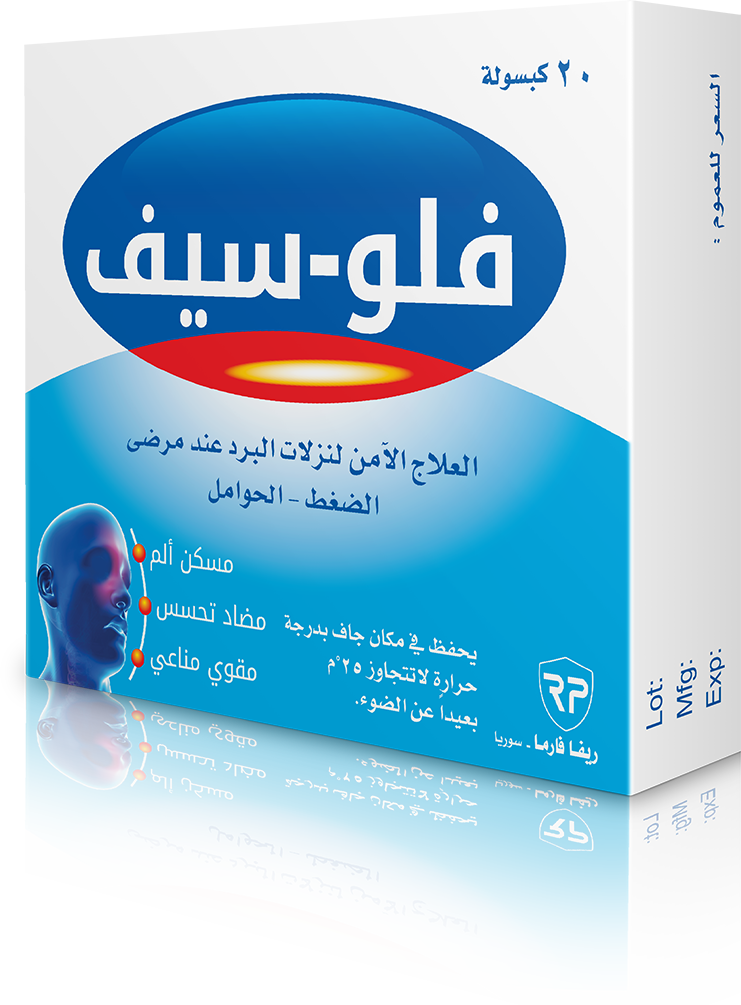 ٢٠ كبسولة
فلو-سيف
العلاج الآمن لنزلات البرد عند مرضى
الضغط - الحوامل
مسكن ألم
مضاد تحسس
مقوي مناعي
يحفظ في مكان جاف بدرجة
حرارة لاتتجاوز ٢٥°م
بعيداً عن الضوء.
RP
ريفا فارما - سوريا
السعر للعموم :
Lot:
Mfg:
Exp: